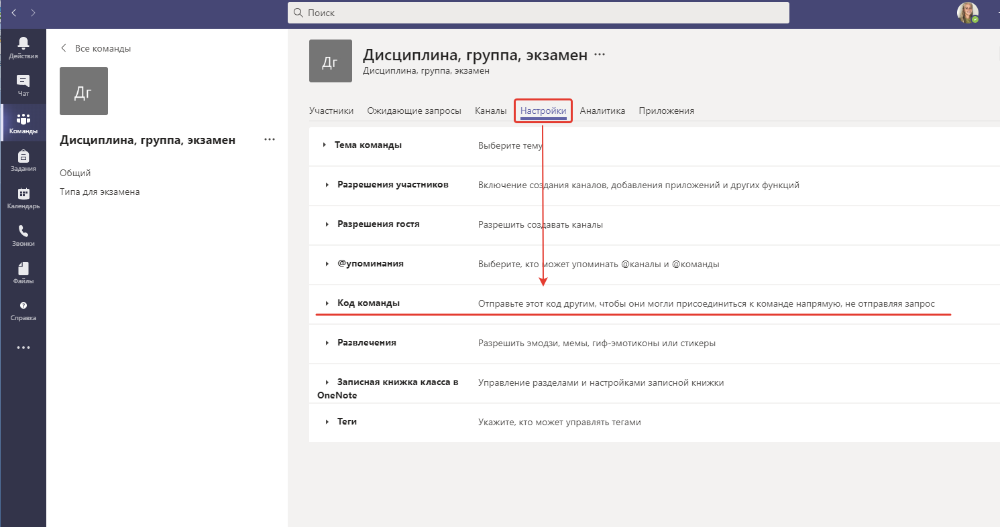 Поиск
Действия
Чат
Команды
Задания
Календарь
Звонки
Файлы
Справка
Все команды
Дг
Дисциплина, группа, экзамен
Общий
Типа для экзамена
Дг
Дисциплина, группа, экзамен
Дисциплина, группа, экзамен
Участники Ожидающие запросы Каналы Настройки Аналитика Приложения
Тема команды Выберите тему
Разрешения участников Включение создания каналов, добавления приложений и других функций
Разрешения гостя Разрешить создавать каналы
@упоминания Выберите, кто может упоминать @каналы и @команды
Код команды Отправьте этот код другим, чтобы они могли присоединиться к команде напрямую, не отправляя запрос
Развлечения Разрешить эмодзи, мемы, гиф-эмотиконы или стикеры
Записная книжка класса в Управление разделами и настройками записной книжки
OneNote
Теги Укажите, кто может управлять тегами